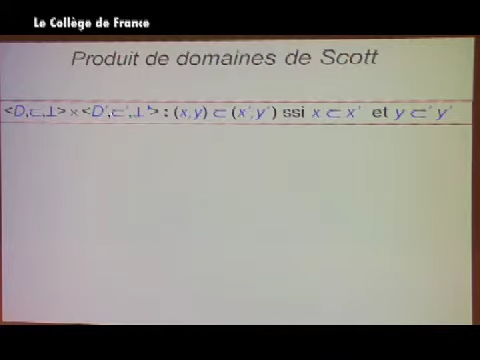 Le Collège de France
Produit de domaines de Scott
<D,⊂,⊥> × <D',⊂',⊥'> : (x,y) ⊂ (x',y') ssi x ⊂ x' et y ⊂' y'